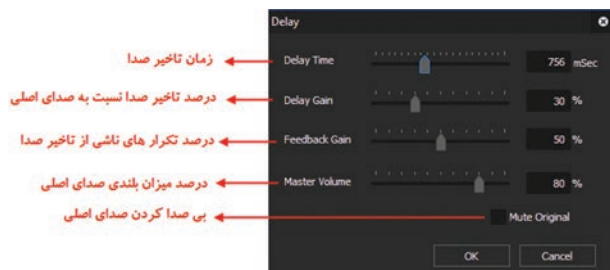 Delay
زمان تاخیر صدا
Delay Time
756 mSec
درصد تاخیر صدا نسبت به صدای اصلی
Delay Gain
30 %
درصد تکرار های ناشی از تاخیر صدا
Feedback Gain
50 %
درصد میزان بلندی صدای اصلی
Master Volume
80 %
بی صدا کردن صدای اصلی
Mute Original
OK
Cancel